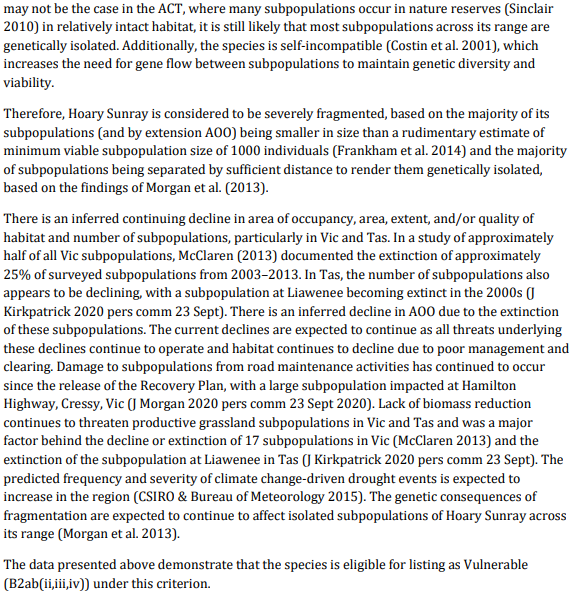 may not be the case in the ACT, where many subpopulations occur in nature reserves (Sinclair
2010) in relatively intact habitat, it is still likely that most subpopulations across its range are
genetically isolated. Additionally, the species is self-incompatible (Costin et al. 2001), which
increases the need for gene flow between subpopulations to maintain genetic diversity and
viability.
Therefore, Hoary Sunray is considered to be severely fragmented, based on the majority of its
subpopulations (and by extension AOO) being smaller in size than a rudimentary estimate of
minimum viable subpopulation size of 1000 individuals (Frankham et al. 2014) and the majority
of subpopulations being separated by sufficient distance to render them genetically isolated,
based on the findings of Morgan et al. (2013).
There is an inferred continuing decline in area of occupancy, area, extent, and/or quality of
habitat and number of subpopulations, particularly in Vic and Tas. In a study of approximately
half of all Vic subpopulations, McClaren (2013) documented the extinction of approximately
25% of surveyed subpopulations from 2003–2013. In Tas, the number of subpopulations also
appears to be declining, with a subpopulation at Liawenee becoming extinct in the 2000s (J
Kirkpatrick 2020 pers comm 23 Sept). There is an inferred decline in AOO due to the extinction
of these subpopulations. The current declines are expected to continue as all threats underlying
these declines continue to operate and habitat continues to decline due to poor management and
clearing. Damage to subpopulations from road maintenance activities has continued to occur
since the release of the Recovery Plan, with a large subpopulation impacted at Hamilton
Highway, Cressy, Vic (J Morgan 2020 pers comm 23 Sept 2020). Lack of biomass reduction
continues to threaten productive grassland subpopulations in Vic and Tas and was a major
factor behind the decline or extinction of 17 subpopulations in Vic (McClaren 2013) and the
extinction of the subpopulation at Liawenee in Tas (J Kirkpatrick 2020 pers comm 23 Sept). The
predicted frequency and severity of climate change-driven drought events is expected to
increase in the region (CSIRO & Bureau of Meteorology 2015). The genetic consequences of
fragmentation are expected to continue to affect isolated subpopulations of Hoary Sunray across
its range (Morgan et al. 2013).
The data presented above demonstrate that the species is eligible for listing as Vulnerable
(B2ab(ii,iii,iv)) under this criterion.